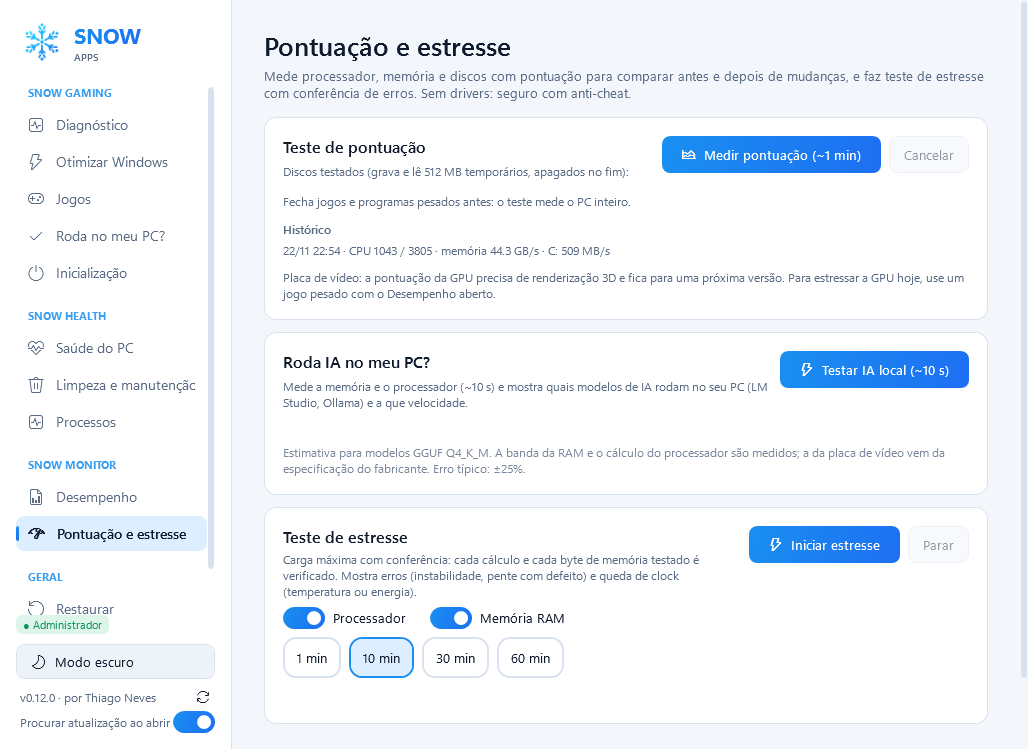 SNOW
APPS
SNOW GAMING
Diagnóstico
Otimizar Windows
Jogos
Roda no meu PC?
Inicialização
SNOW HEALTH
Saúde do PC
Limpeza e manutenção
Processos
SNOW MONITOR
Desempenho
Pontuação e estresse
GERAL
Restaurar
Administrador
Modo escuro
v0.12.0 · por Thiago Neves
Procurar atualização ao abrir
Pontuação e estresse
Mede processador, memória e discos com pontuação para comparar antes e depois de mudanças, e faz teste de estresse
com conferência de erros. Sem drivers: seguro com anti-cheat.
Teste de pontuação
Medir pontuação (~1 min)
Cancelar
Discos testados (grava e lê 512 MB temporários, apagados no fim):
Fecha jogos e programas pesados antes: o teste mede o PC inteiro.
Histórico
22/11 22:54 · CPU 1043 / 3805 · memória 44.3 GB/s · C: 509 MB/s
Placa de vídeo: a pontuação da GPU precisa de renderização 3D e fica para uma próxima versão. Para estressar a GPU hoje, use um
jogo pesado com o Desempenho aberto.
Roda IA no meu PC?
Testar IA local (~10 s)
Mede a memória e o processador (~10 s) e mostra quais modelos de IA rodam no seu PC (LM
Studio, Ollama) e a que velocidade.
Estimativa para modelos GGUF Q4_K_M. A banda da RAM e o cálculo do processador são medidos; a da placa de vídeo vem da
especificação do fabricante. Erro típico: ±25%.
Teste de estresse
Iniciar estresse
Parar
Carga máxima com conferência: cada cálculo e cada byte de memória testado é
verificado. Mostra erros (instabilidade, pente com defeito) e queda de clock
(temperatura ou energia).
Processador
Memória RAM
1 min
10 min
30 min
60 min